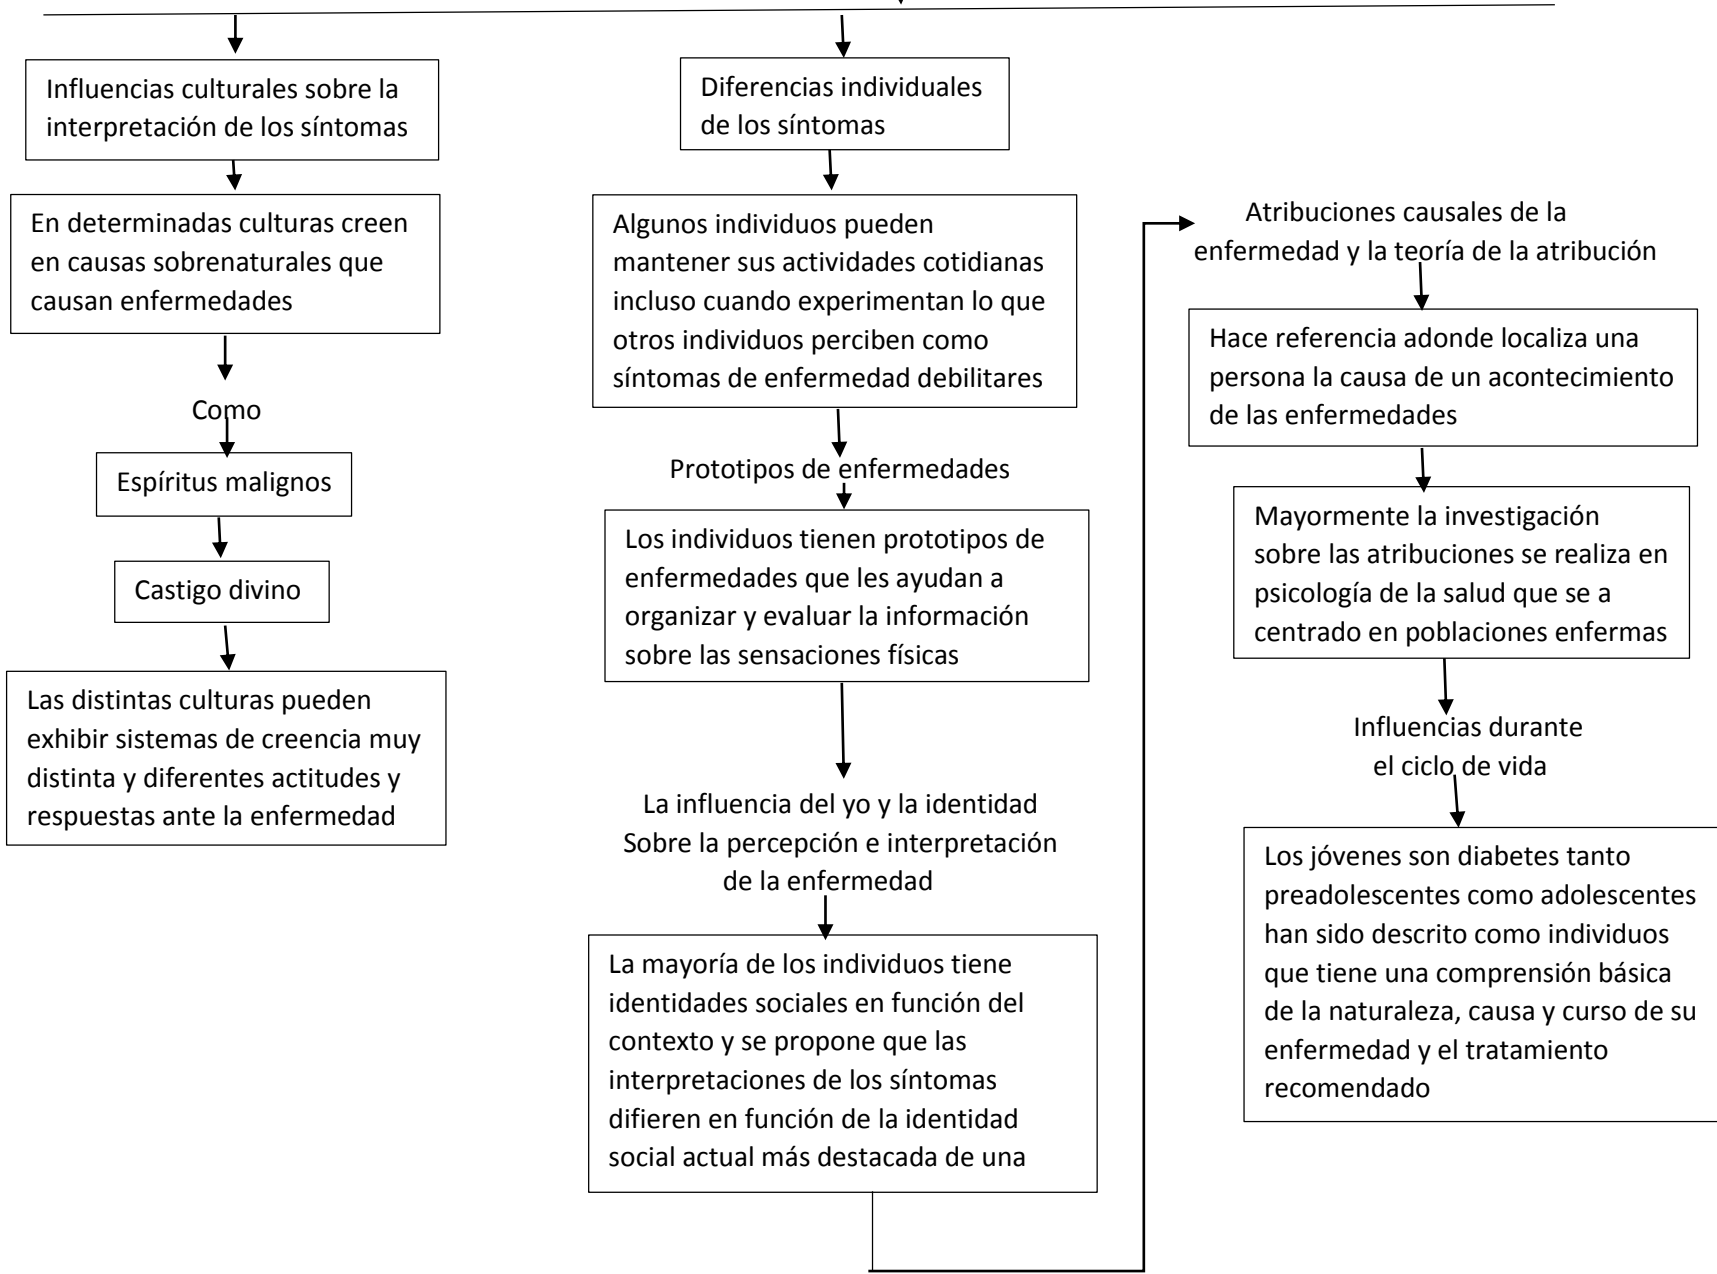 Influencias culturales sobre la
interpretación de los síntomas
En determinadas culturas creen
en causas sobrenaturales que
causan enfermedades
Como
Espíritus malignos
Castigo divino
Las distintas culturas pueden
exhibir sistemas de creencia muy
distinta y diferentes actitudes y
respuestas ante la enfermedad
Diferencias individuales
de los síntomas
Algunos individuos pueden
mantener sus actividades cotidianas
incluso cuando experimentan lo que
otros individuos perciben como
síntomas de enfermedad debilitares
Prototipos de enfermedades
Los individuos tienen prototipos de
enfermedades que les ayudan a
organizar y evaluar la información
sobre las sensaciones físicas
La influencia del yo y la identidad
Sobre la percepción e interpretación
de la enfermedad
La mayoría de los individuos tiene
identidades sociales en función del
contexto y se propone que las
interpretaciones de los síntomas
difieren en función de la identidad
social actual más destacada de una
Atribuciones causales de la
enfermedad y la teoría de la atribución
Hace referencia adonde localiza una
persona la causa de un acontecimiento
de las enfermedades
Mayormente la investigación
sobre las atribuciones se realiza en
psicología de la salud que se a
centrado en poblaciones enfermas
Influencias durante
el ciclo de vida
Los jóvenes son diabetes tanto
preadolescentes como adolescentes
han sido descrito como individuos
que tiene una comprensión básica
de la naturaleza, causa y curso de su
enfermedad y el tratamiento
recomendado